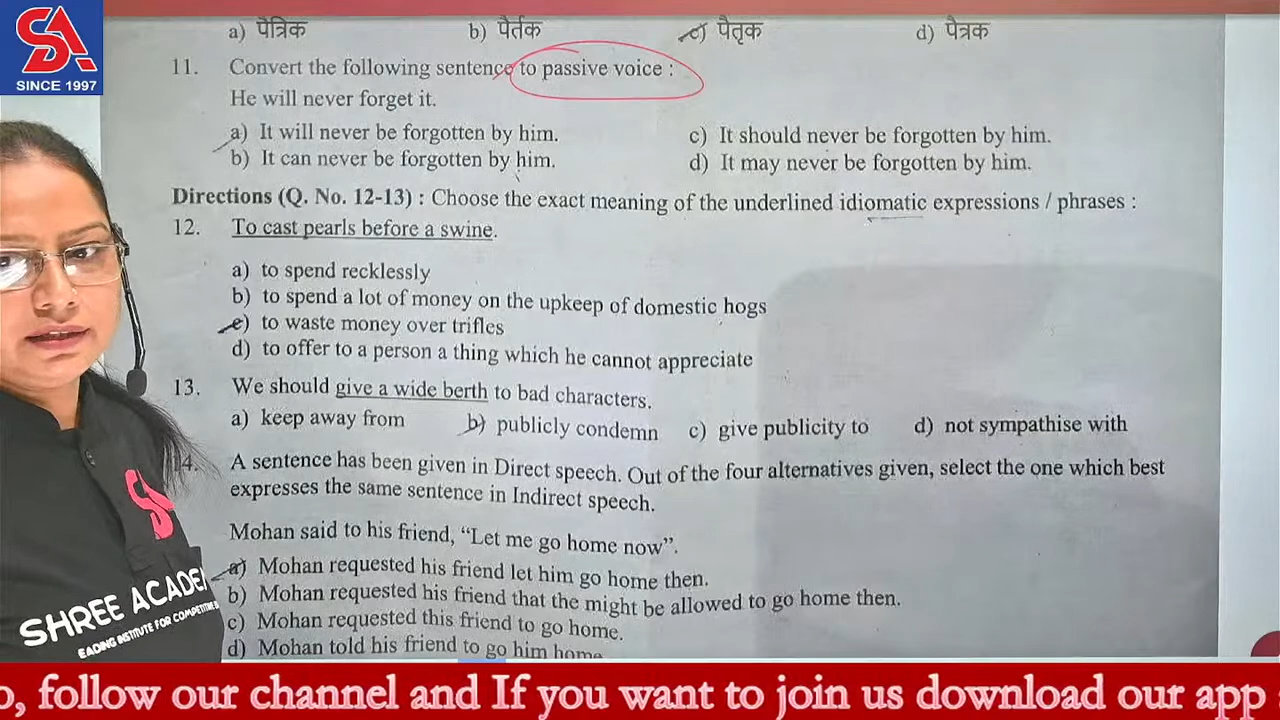 SA
SINCE 1997
a) पैत्रिक b) पैर्तक c) पैतृक d) पैत्रक
11. Convert the following sentence to passive voice :
He will never forget it.
a) It will never be forgotten by him. c) It should never be forgotten by him.
b) It can never be forgotten by him. d) It may never be forgotten by him.
Directions (Q. No. 12-13) : Choose the exact meaning of the underlined idiomatic expressions / phrases :
12. To cast pearls before a swine.
a) to spend recklessly
b) to spend a lot of money on the upkeep of domestic hogs
c) to waste money over trifles
d) to offer to a person a thing which he cannot appreciate
13. We should give a wide berth to bad characters.
a) keep away from b) publicly condemn c) give publicity to d) not sympathise with
14. A sentence has been given in Direct speech. Out of the four alternatives given, select the one which best
expresses the same sentence in Indirect speech.
Mohan said to his friend, “Let me go home now”.
a) Mohan requested his friend let him go home then.
b) Mohan requested his friend that the might be allowed to go home then.
c) Mohan requested this friend to go home.
d) Mohan told his friend to go him home
SHREE ACADE
EADING INSTITUTE FOR COMPETITIVE
o, follow our channel and If you want to join us download our app